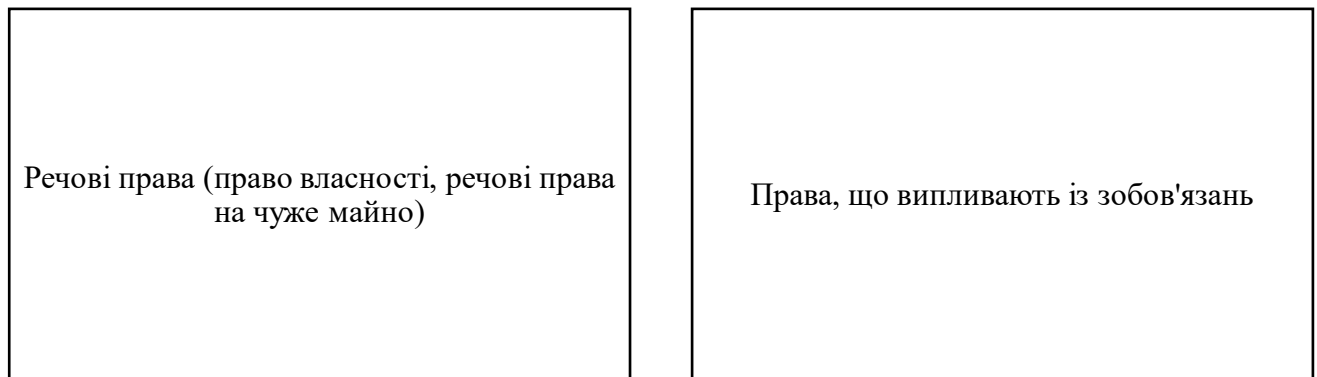 Речові права (право власності, речові права
на чуже майно)
Права, що випливають із зобов'язань